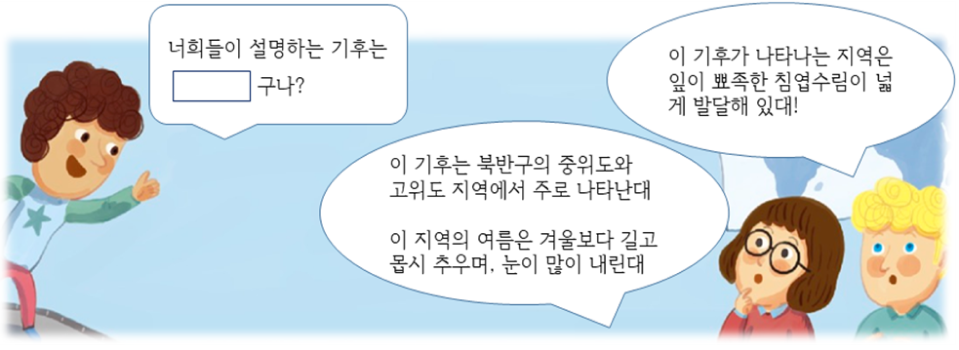 너희들이 설명하는 기후는
구나?
이 기후가 나타나는 지역은
잎이 뾰족한 침엽수림이 넓
게 발달해 있대!
이 기후는 북반구의 중위도와
고위도 지역에서 주로 나타난대
이 지역의 여름은 겨울보다 길고
몹시 추우며, 눈이 많이 내린대